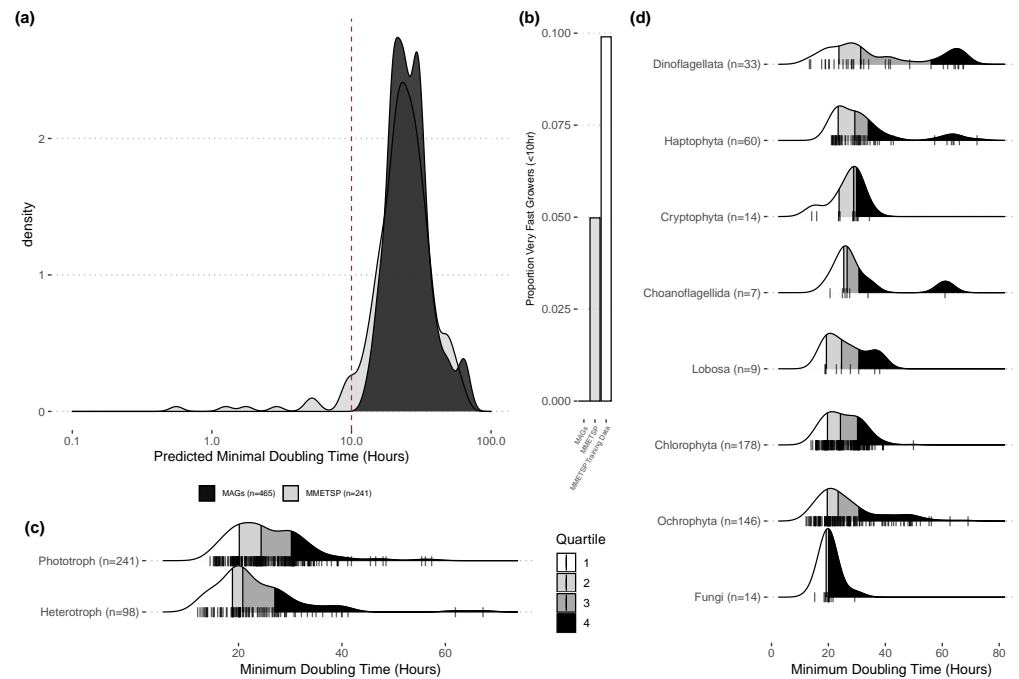 (a)
density
2
1
0
0.1
1.0
10.0
100.0
Predicted Minimal Doubling Time (Hours)
MAGs (n=465)
MMETSP (n=241)
(b)
Proportion Very Fast Growers (<10hr)
0.100
0.075
0.050
0.025
0.000
MAGs
MMETSP
MMETSP Training Data
(c)
Phototroph (n=241)
Heterotroph (n=98)
20
40
60
Minimum Doubling Time (Hours)
Quartile
1
2
3
4
(d)
Dinoflagellata (n=33)
Haptophyta (n=60)
Cryptophyta (n=14)
Choanoflagellida (n=7)
Lobosa (n=9)
Chlorophyta (n=178)
Ochrophyta (n=146)
Fungi (n=14)
0
20
40
60
80
Minimum Doubling Time (Hours)